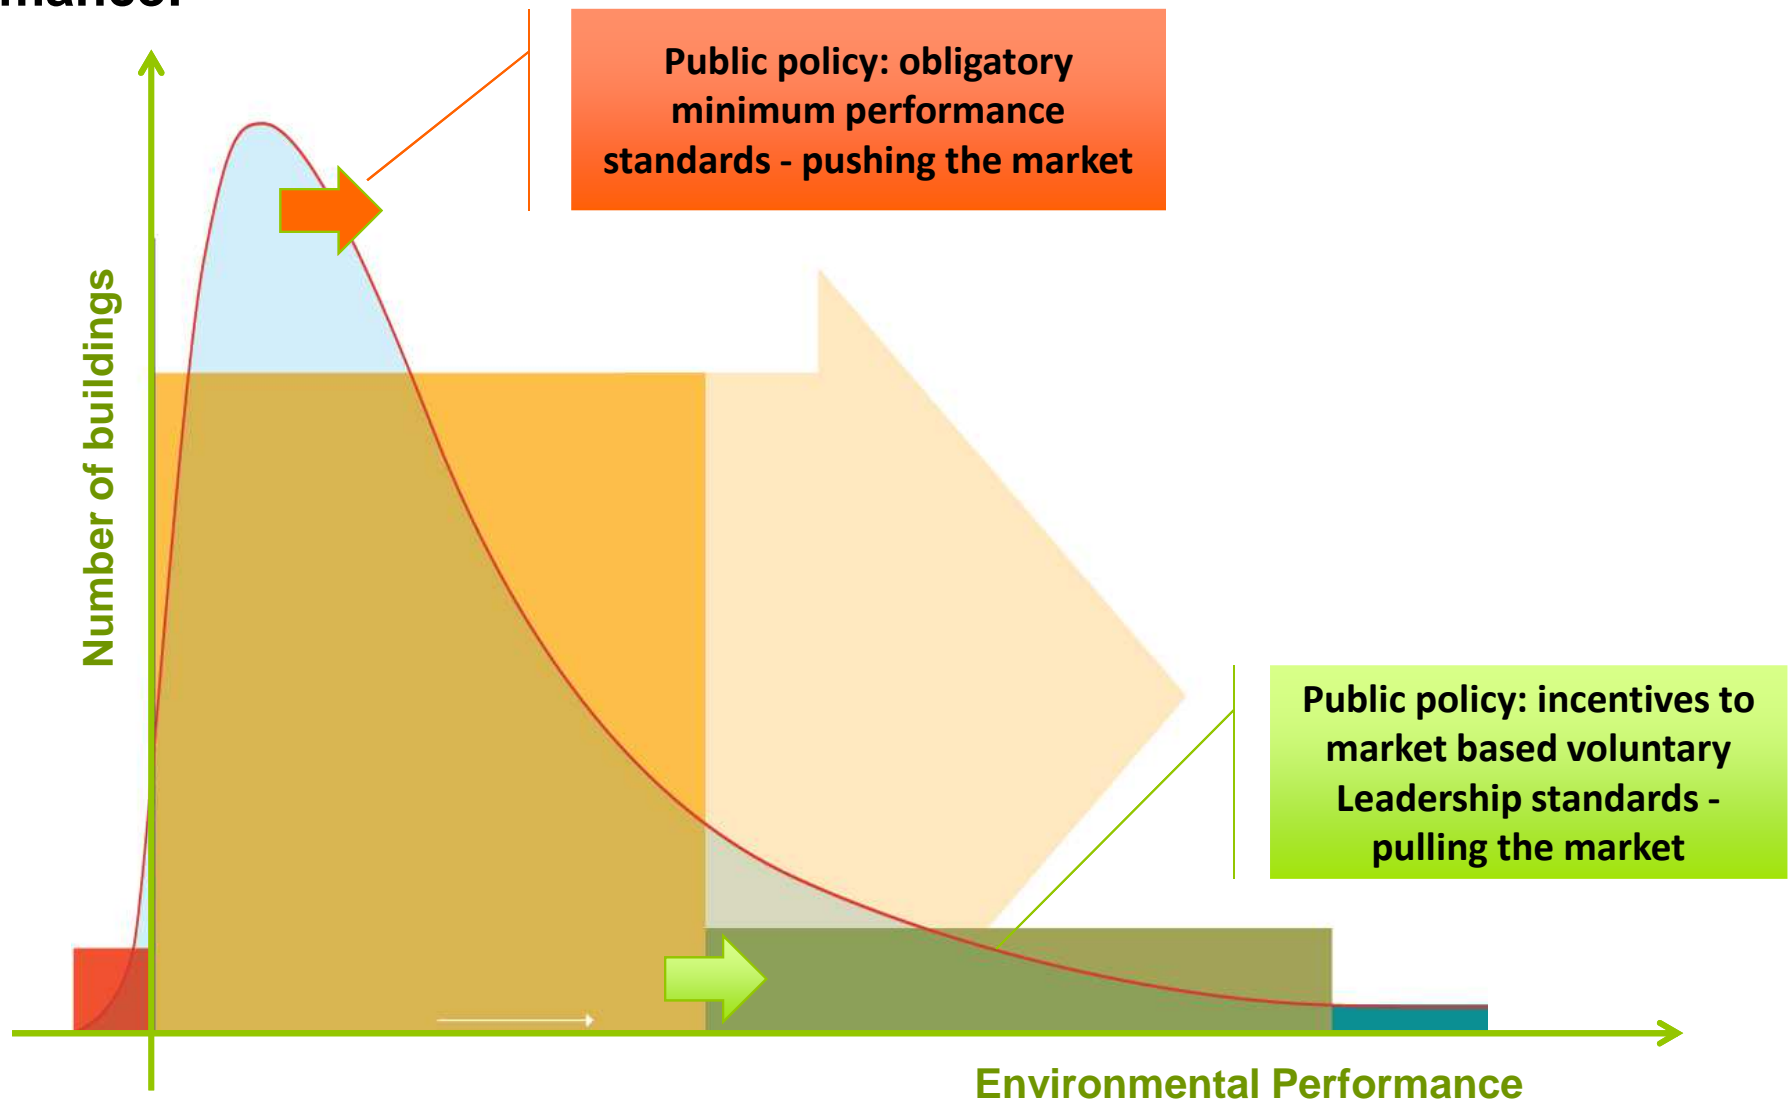 Public policy: obligatory
minimum performance
standards - pushing the market
Number of buildings
Public policy: incentives to
market based voluntary
Leadership standards -
pulling the market
Environmental Performance